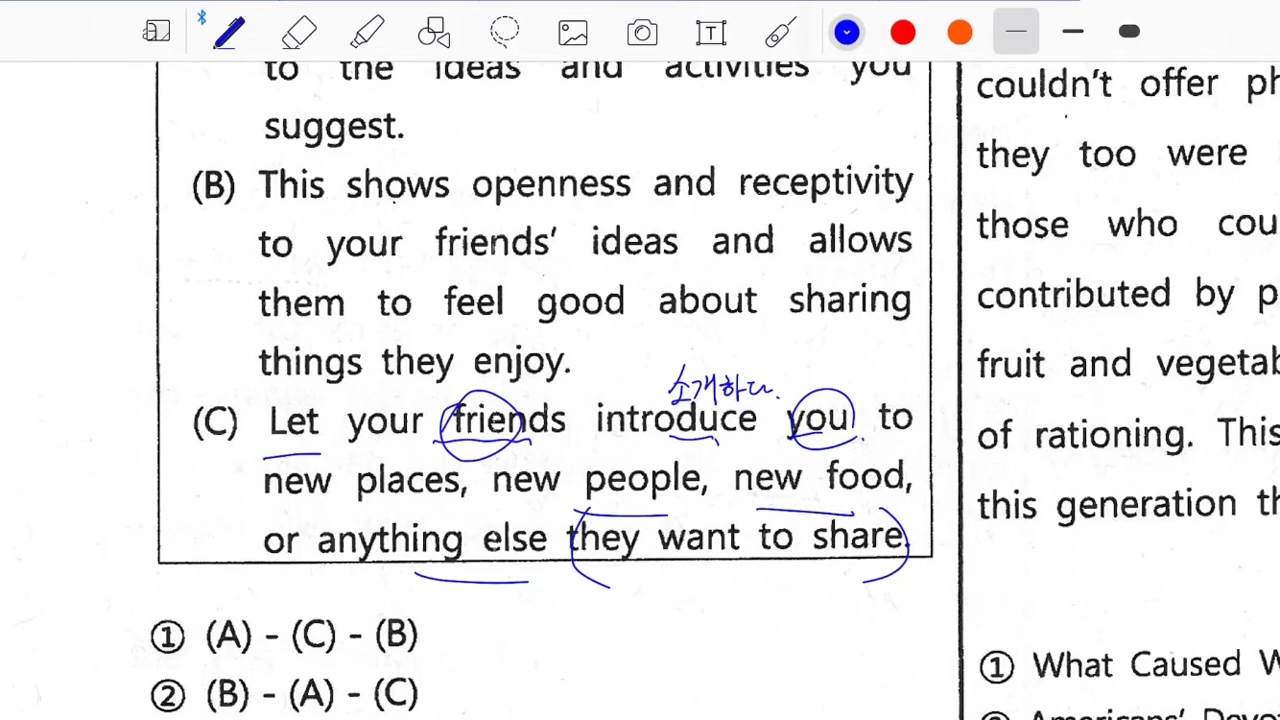 T
to the ideas and activities you
suggest.
(B) This shows openness and receptivity
to your friends' ideas and allows
them to feel good about sharing
things they enjoy.
소개하다.
(C) Let your friends introduce you to
new places, new people, new food,
or anything else they want to share.
① (A) - (C) - (B)
② (B) - (A) - (C)
couldn't offer ph
they too were
those who cou
contributed by p
fruit and vegetab
of rationing. This
this generation th
① What Caused W
② Americans' Devo